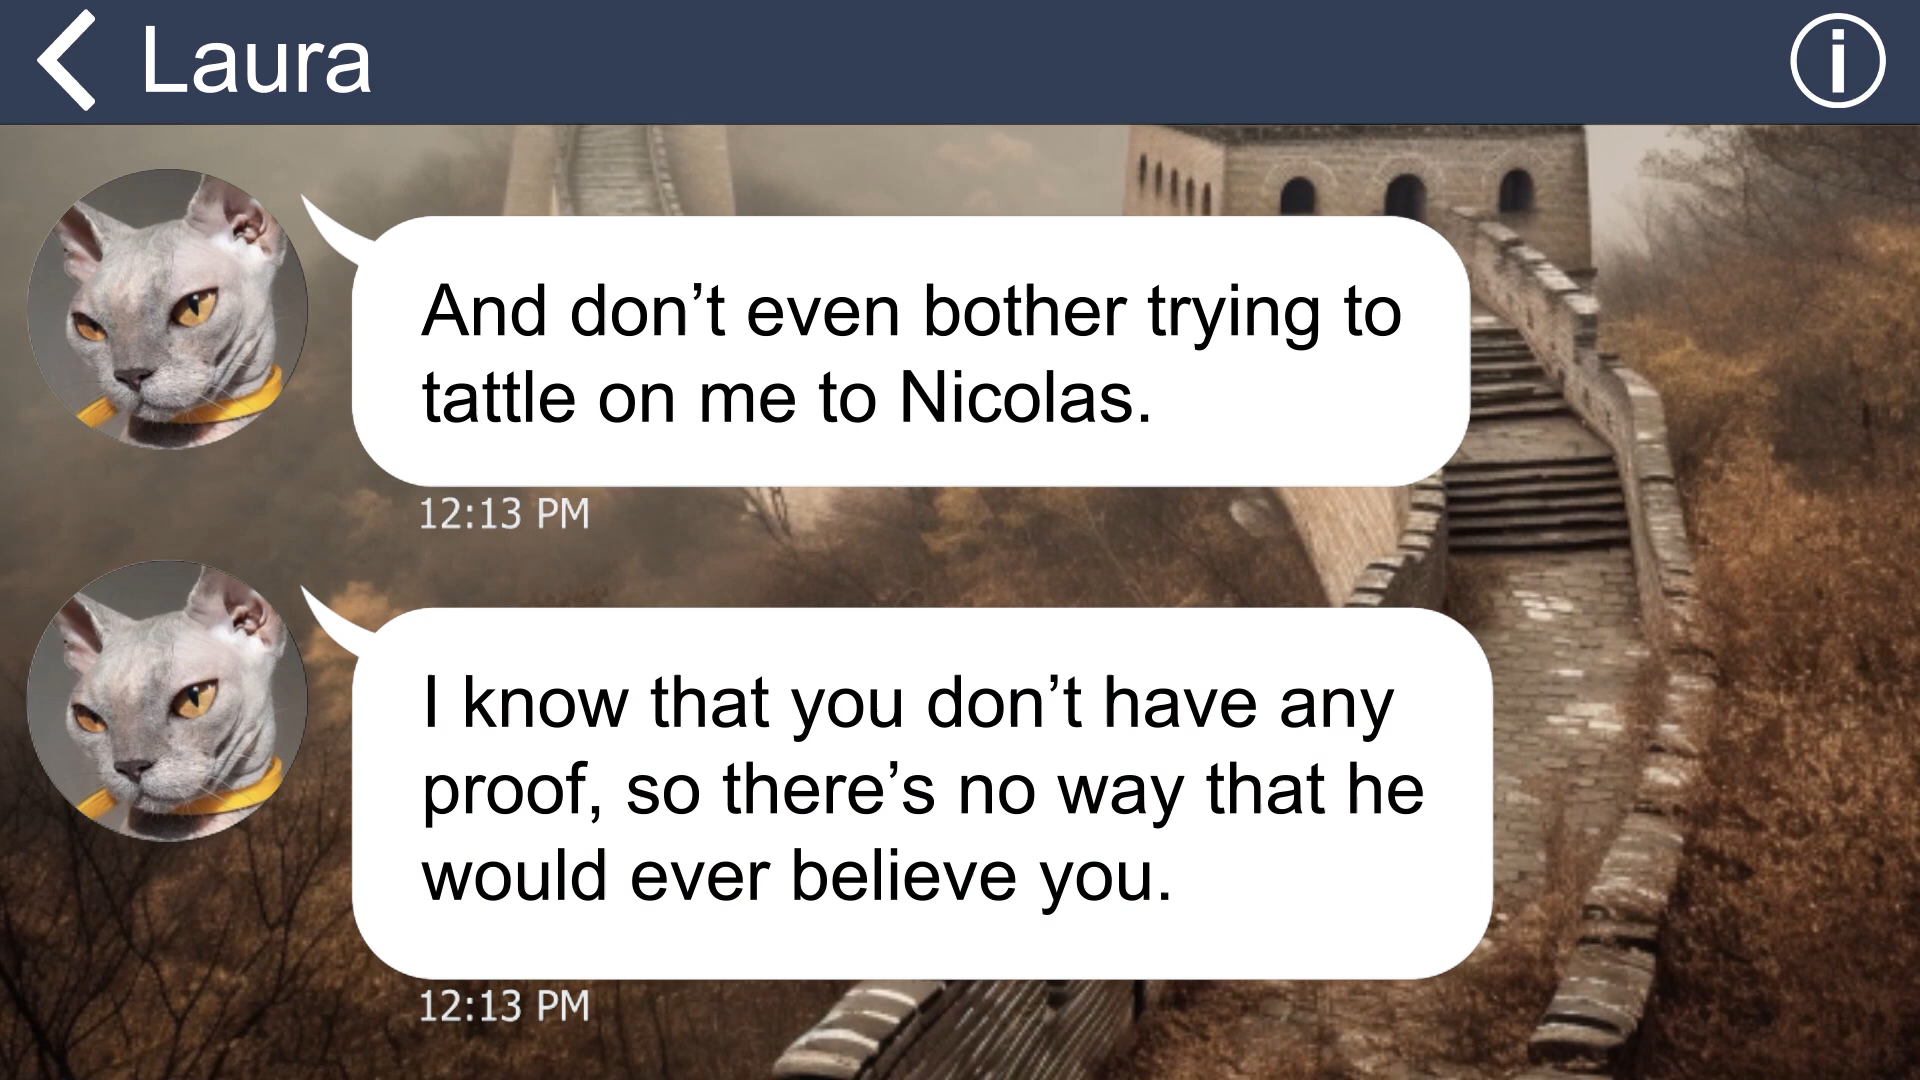 Laura
And don’t even bother trying to
tattle on me to Nicolas.
12:13 PM
I know that you don’t have any
proof, so there’s no way that he
would ever believe you.
12:13 PM